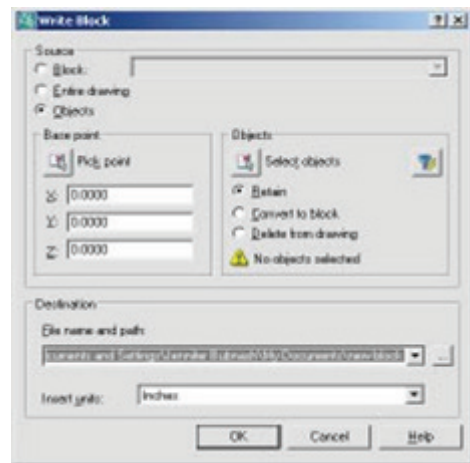 Write Block
Source
Block:
Entire drawing
Objects
Base point
Pick point
X: 0.0000
Y: 0.0000
Z: 0.0000
Objects
Select objects
Retain
Convert to block
Delete from drawing
No objects selected
Destination
File name and path:
and
...
Insert units: Inches
OK Cancel Help